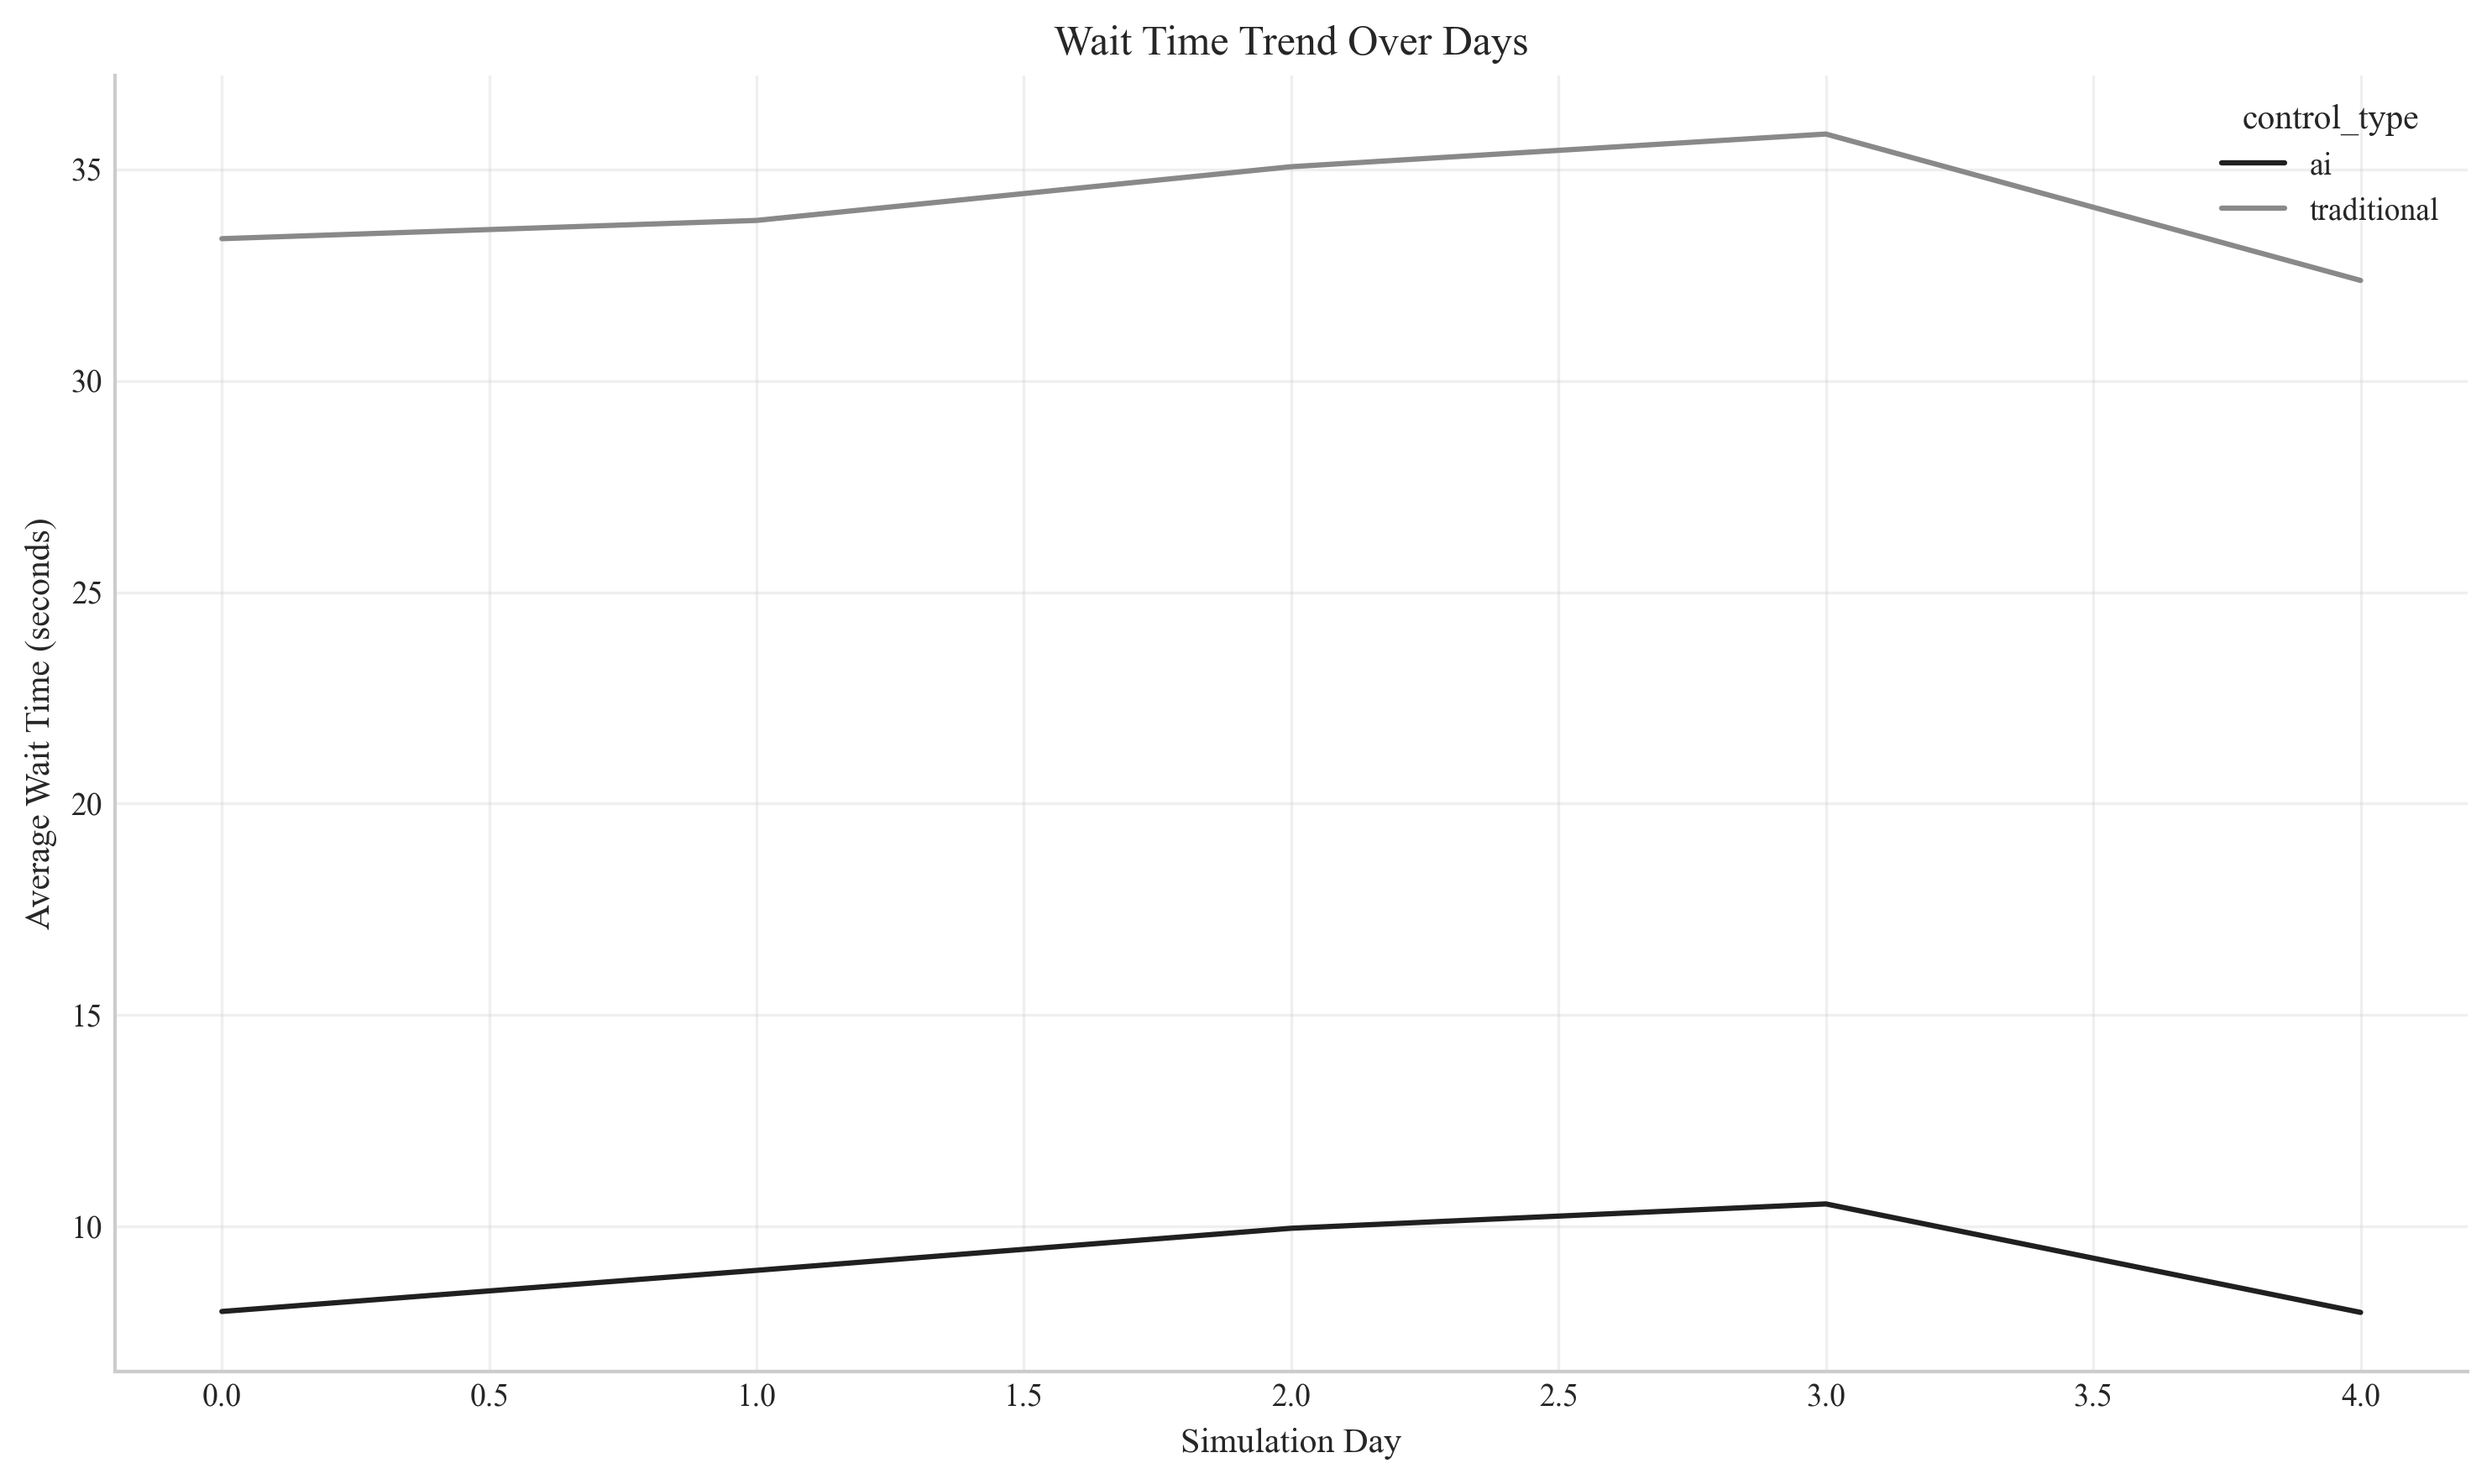 Wait Time Trend Over Days
control_type
ai
traditional
35
30
25
20
15
10
Average Wait Time (seconds)
0.0 0.5 1.0 1.5 2.0 2.5 3.0 3.5 4.0
Simulation Day